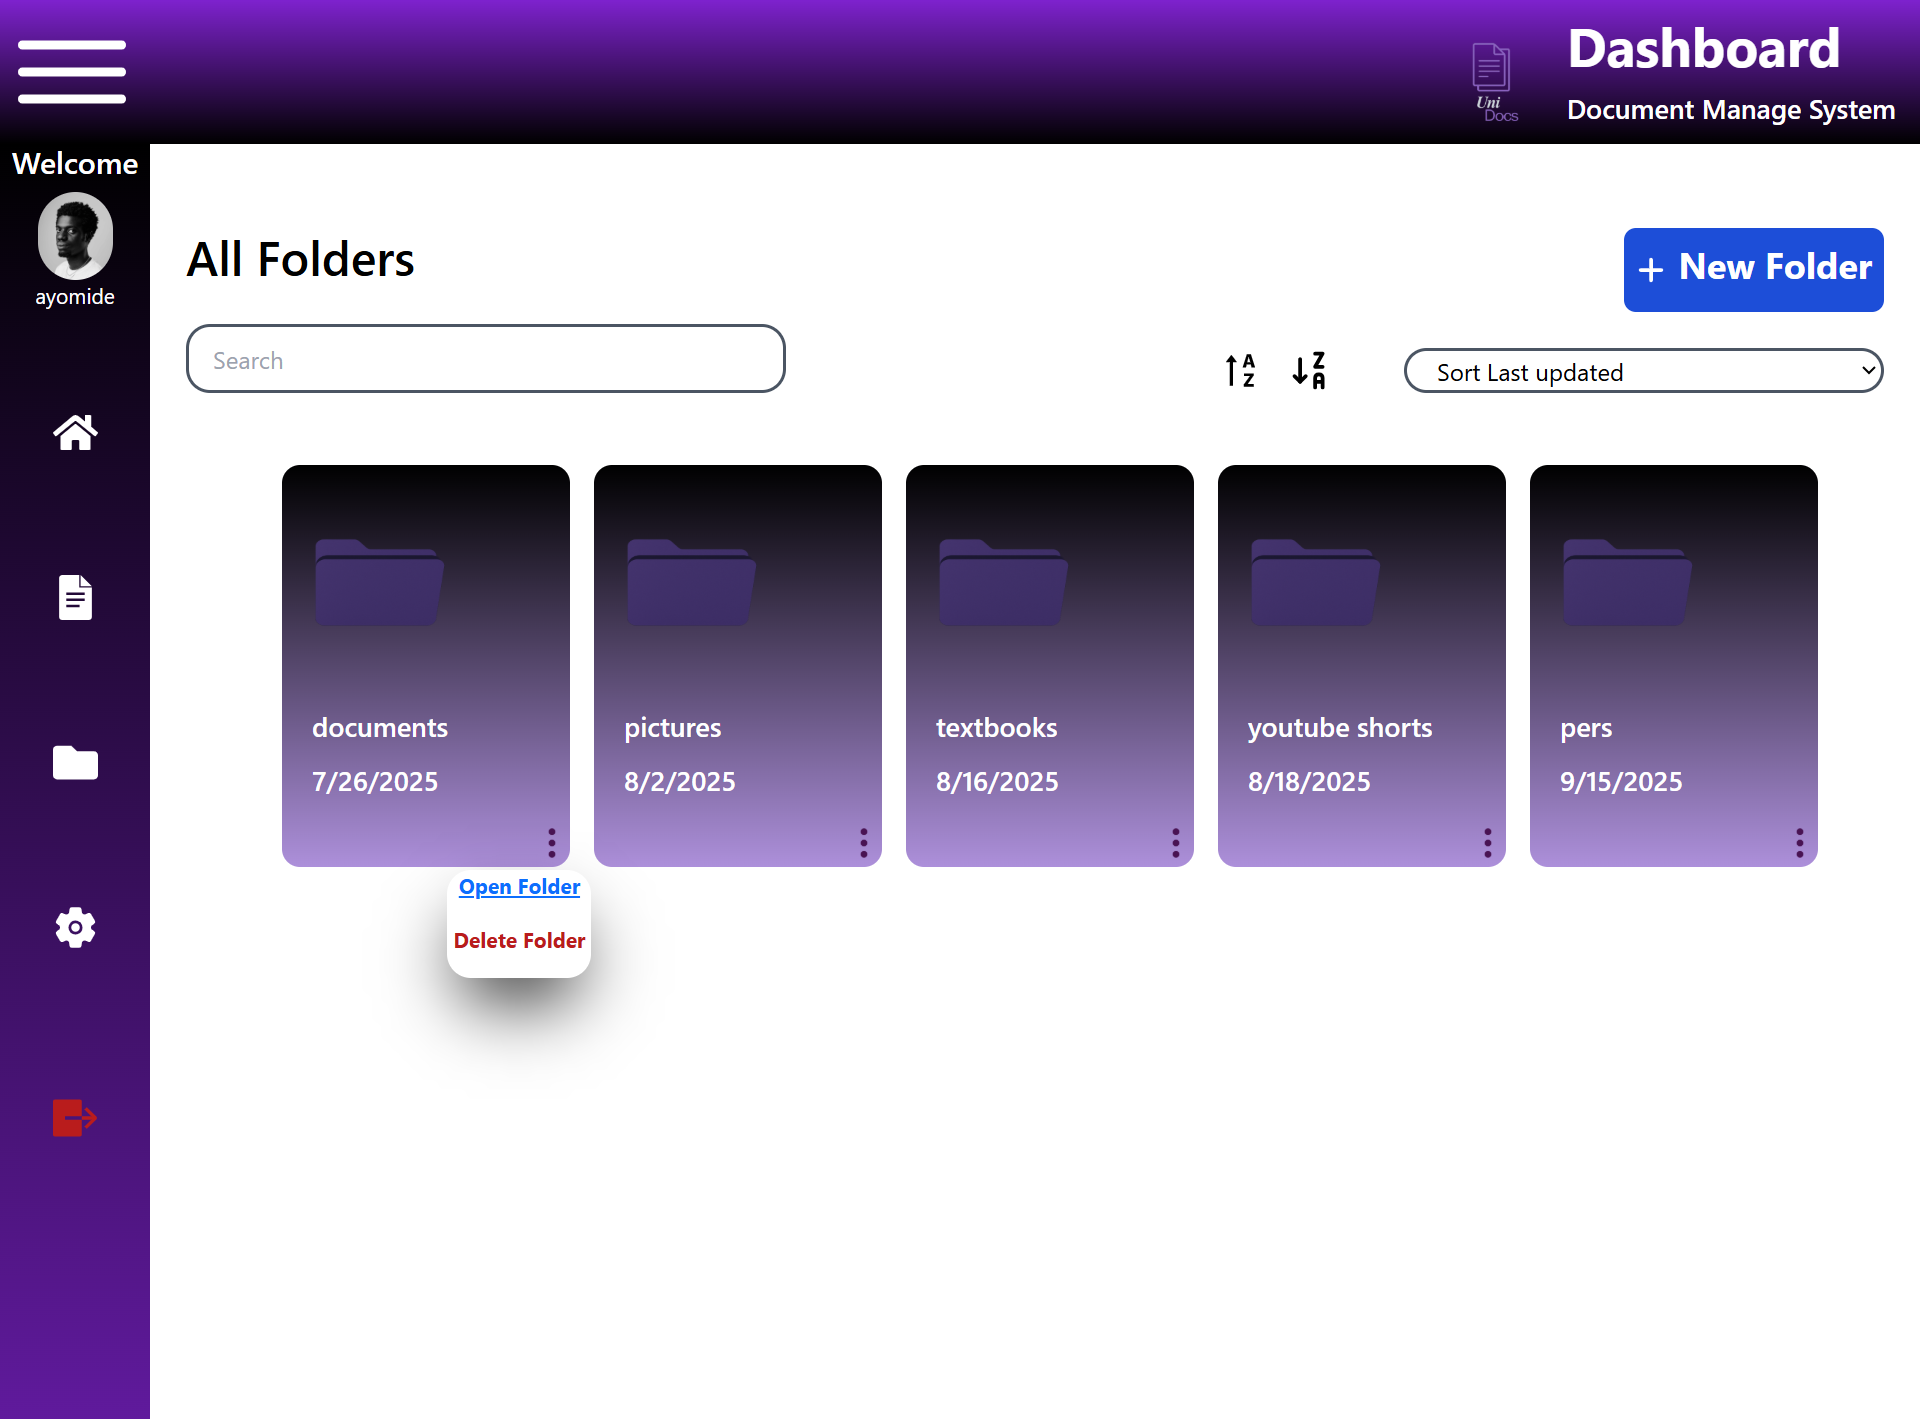 Dashboard
Uni
Docs
Document Manage System
Welcome
ayomide
All Folders
+ New Folder
Search
A
Z
Z
A
Sort Last updated
documents
7/26/2025
pictures
8/2/2025
textbooks
8/16/2025
youtube shorts
8/18/2025
pers
9/15/2025
Open Folder
Delete Folder